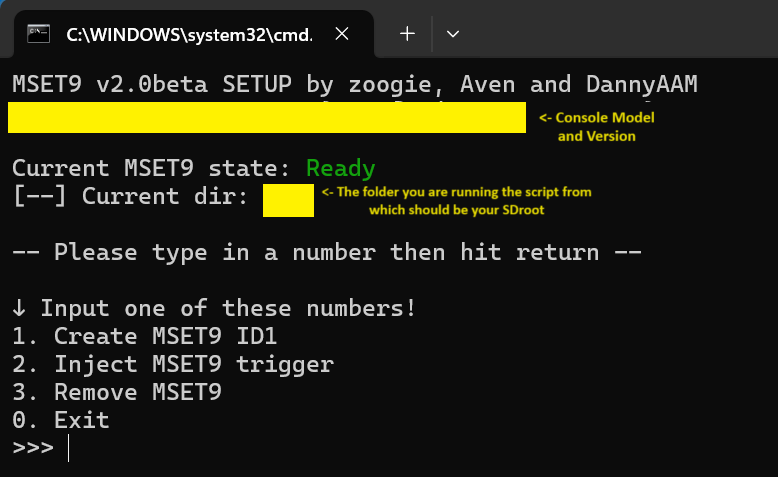 C:\WINDOWS\system32\cmd.
MSET9 v2.0beta SETUP by zoogie, Aven and DannyAAM
<- Console Model
and Version
Current MSET9 state: Ready
[--] Current dir:
<- The folder you are running the script from
which should be your SDroot
-- Please type in a number then hit return --
↓ Input one of these numbers!
1. Create MSET9 ID1
2. Inject MSET9 trigger
3. Remove MSET9
0. Exit
>>>